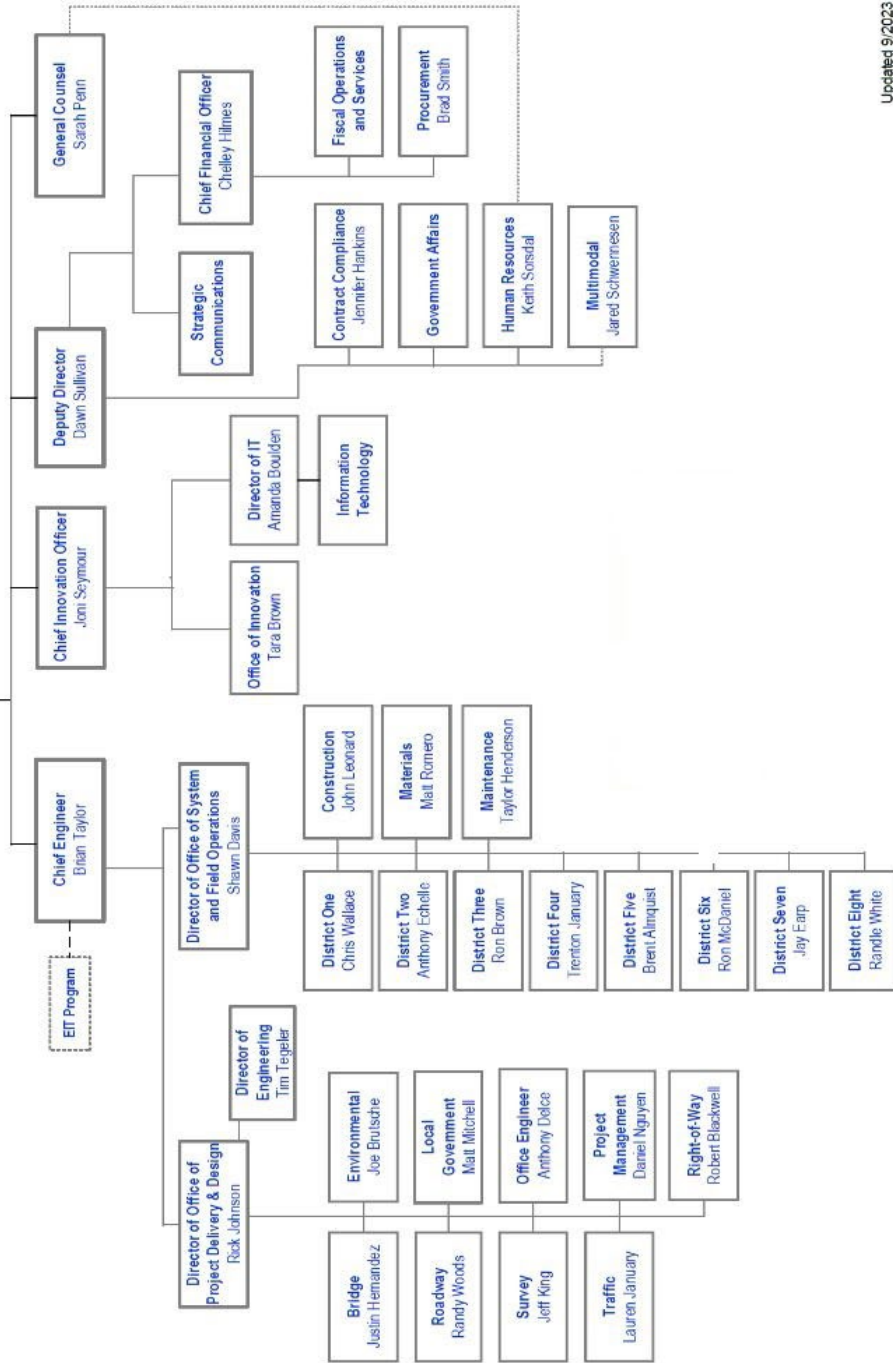 EIT Program
Chief Engineer
Brian Taylor
Chief Innovation Officer
Joni Seymour
Deputy Director
Dawn Sullivan
General Counsel
Sarah Penn
Director of Office of
Project Delivery & Design
Rick Johnson
Director of
Engineering
Tim Tegeler
Bridge
Justin Hernandez
Environmental
Joe Brutsche
Roadway
Randy Woods
Local
Government
Matt Mitchell
Survey
Jeff King
Office Engineer
Anthony Dolce
Traffic
Lauren January
Project
Management
Daniel Nguyen
Right-of-Way
Robert Blackwell
Director of Office of System
and Field Operations
Shawn Davis
District One
Chris Wallace
Construction
John Leonard
District Two
Anthony Echelle
Materials
Matt Romero
District Three
Ron Brown
Maintenance
Taylor Henderson
District Four
Trenton January
District Five
Brent Almquist
District Six
Ron McDaniel
District Seven
Jay Earp
District Eight
Randle White
Office of Innovation
Tara Brown
Director of IT
Amanda Boulden
Information
Technology
Strategic
Communications
Chief Financial Officer
Chelley Hilmes
Contract Compliance
Jennifer Hankins
Government Affairs
Human Resources
Keith Sorsdal
Multimodal
Jared Schwennesen
Fiscal Operations
and Services
Procurement
Brad Smith
Updated 9/2023